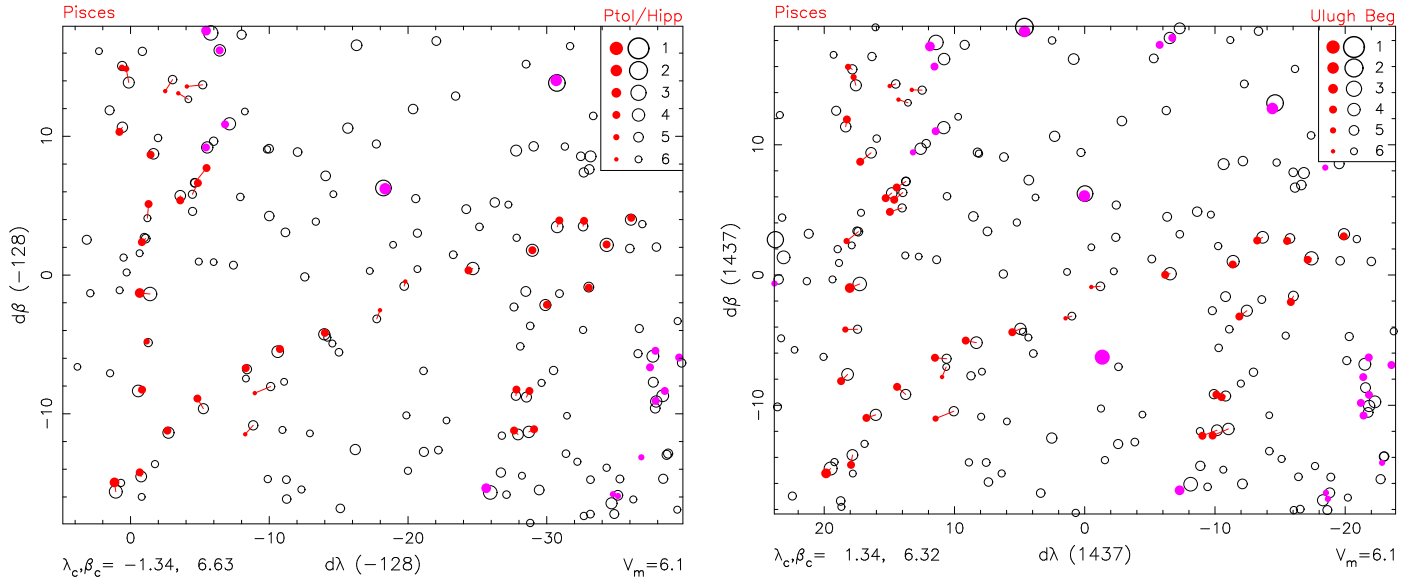 Pisces
Ptol/Hipp
1
2
3
4
5
6
10
0
-10
dβ (-128)
0
-10
-20
-30
λc,βc= -1.34, 6.63
dλ (-128)
Vm=6.1
Pisces
Ulugh Beg
1
2
3
4
5
6
10
0
-10
dβ (1437)
20
10
0
-10
-20
λc,βc= 1.34, 6.32
dλ (1437)
Vm=6.1